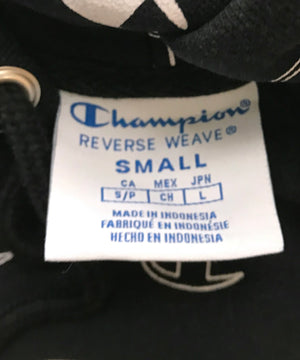 Champion
REVERSE WEAVE®
SMALL
CA MEX JPN
S/P CH L
MADE IN INDONESIA
FABRIQUÉ EN INDONÉSIE
HECHO EN INDONESIA